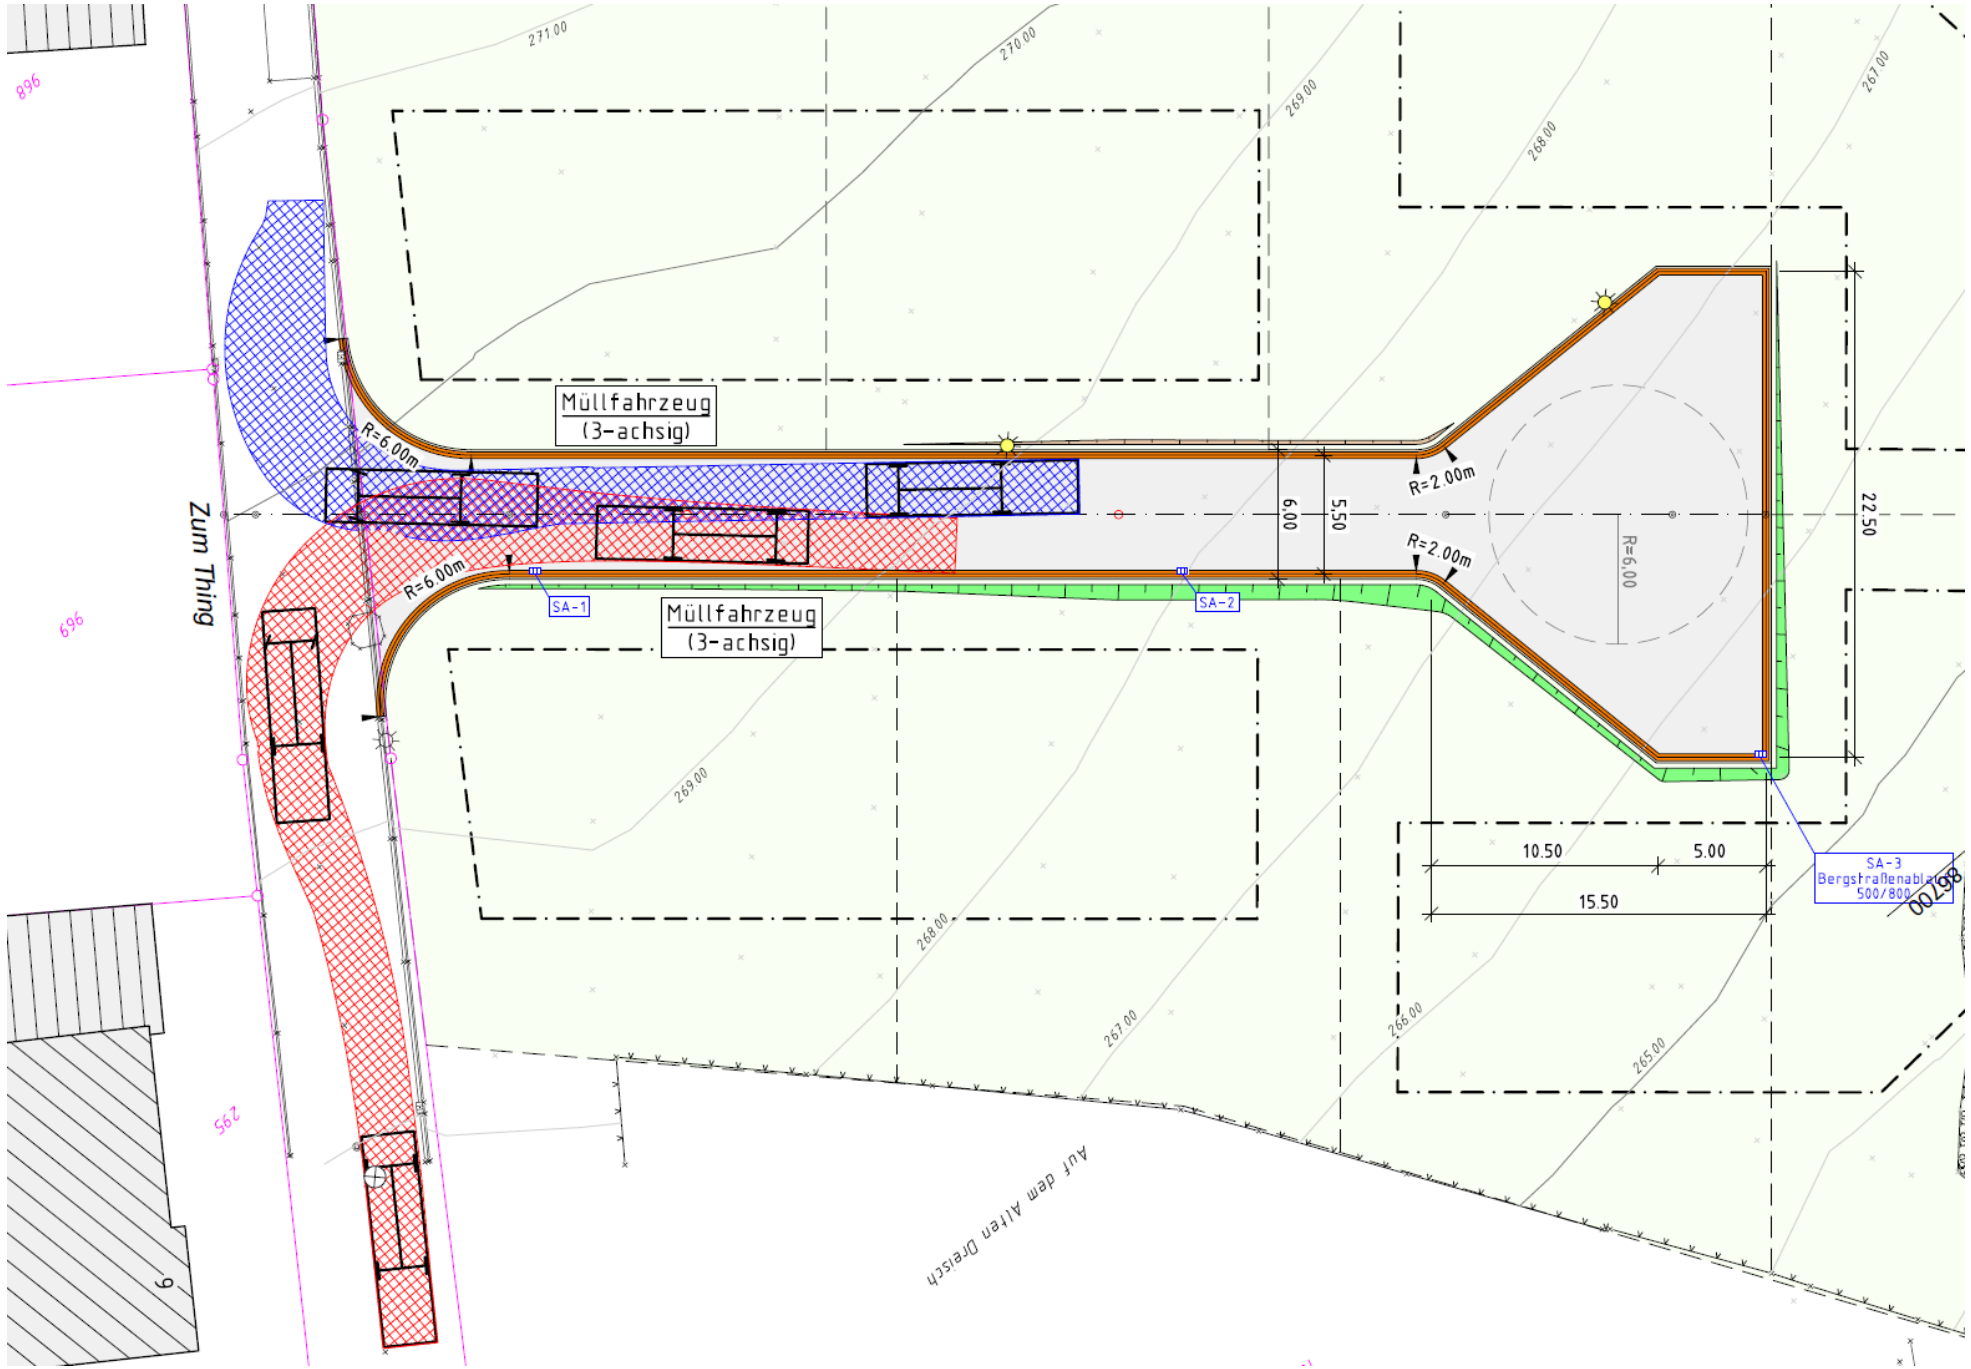 896
271.00
270.00
269.00
268.00
267.00
Müllfahrzeug
(3-achsig)
R=6.00m
R=2.00m
6,00
5.50
22.50
R=6,00
Zum Thing
R=6.00m
R=2.00m
SA-1
SA-2
Müllfahrzeug
(3-achsig)
696
269.00
10.50
5.00
15.50
SA-3
Bergstraßenablauf
500/800
86700
268.00
267.00
266.00
265.00
295
Auf dem Alten Dreisch
9